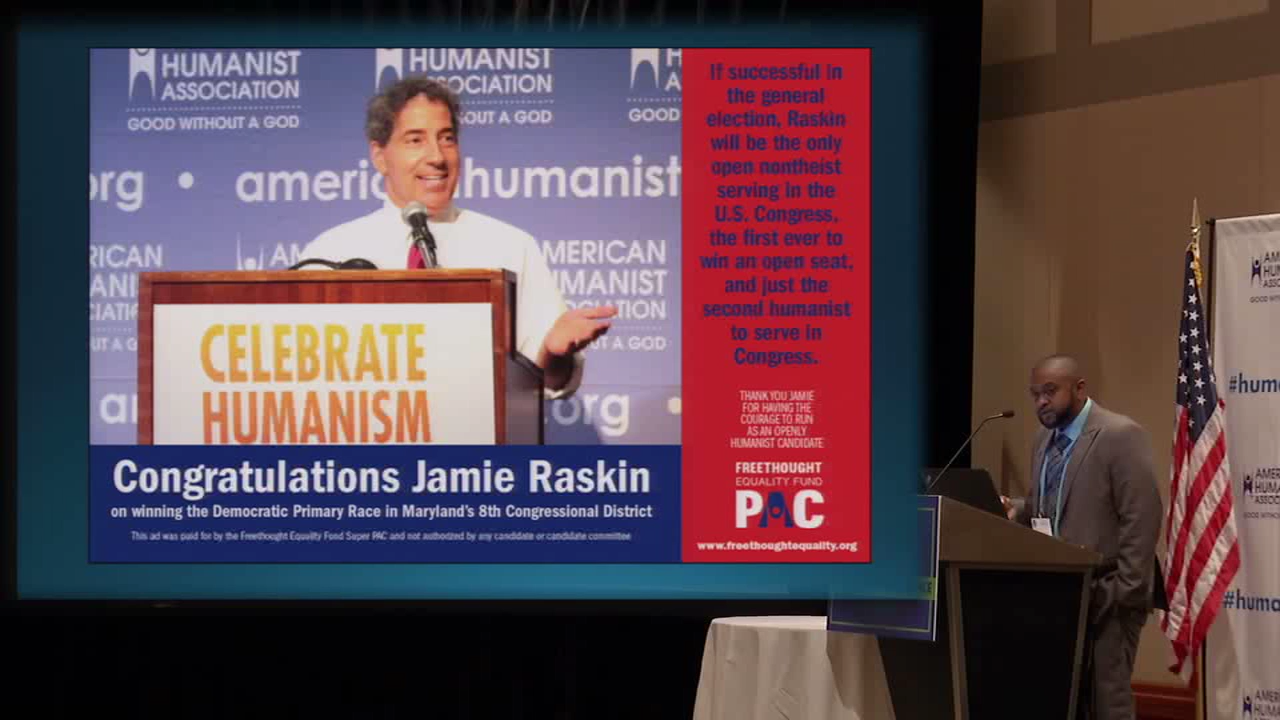 HUMANIST
ASSOCIATION
GOOD WITHOUT A GOD
HUMANIST
ASSOCIATION
OUT A GOD
GOOD
org • americ humanist
RICAN
AMERICAN
HUMANIST
UT A GOD
.org
CELEBRATE
HUMANISM
Congratulations Jamie Raskin
on winning the Democratic Primary Race in Maryland's 8th Congressional District
This ad was paid for by the Freethought Equality Fund Super PAC and not authorized by any candidate or candidate committee
If successful in
the general
election, Raskin
will be the only
open nontheist
serving in the
U.S. Congress,
the first ever to
win an open seat,
and just the
second humanist
to serve in
Congress.
THANK YOU JAMIE
FOR HAVING THE
COURAGE TO RUN
AS AN OPENLY
HUMANIST CANDIDATE
FREETHOUGHT
EQUALITY FUND
PAC
www.freethoughtequality.org
#huma
#huma